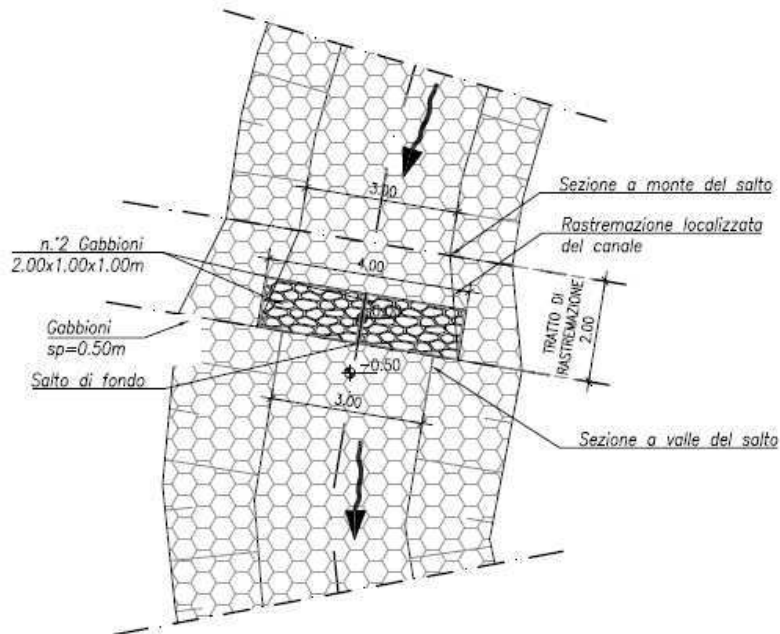 3.00
Sezione a monte del salto
Rastremazione localizzata
del canale
n.°2 Gabbioni
2.00x1.00x1.00m
4.00
TRATTO DI
RASTREMAZIONE
2.00
Gabbioni
sp=0.50m
Salto di fondo
-0.50
3.00
Sezione a valle del salto